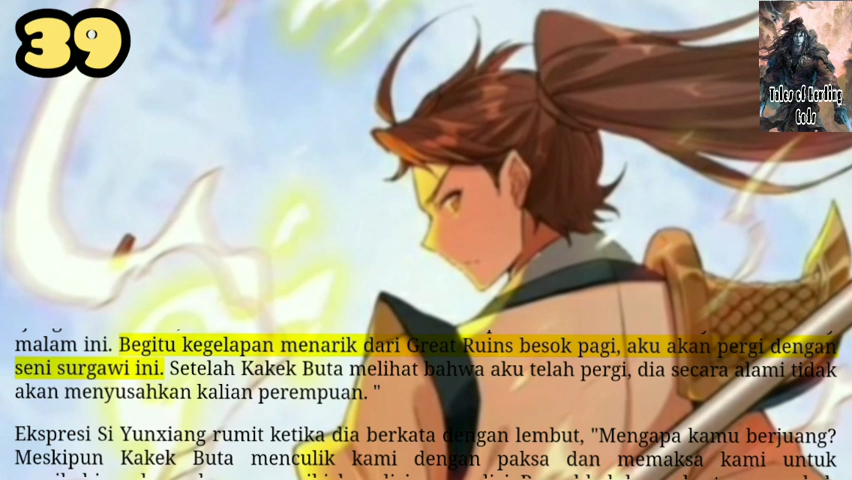 39
Tales of Herding
Gods
malam ini. Begitu kegelapan menarik dari Great Ruins besok pagi, aku akan pergi dengan
seni surgawi ini. Setelah Kakek Buta melihat bahwa aku telah pergi, dia secara alami tidak
akan menyusahkan kalian perempuan. "
Ekspresi Si Yunxiang rumit ketika dia berkata dengan lembut, "Mengapa kamu berjuang?
Meskipun Kakek Buta menculik kami dengan paksa dan memaksa kami untuk